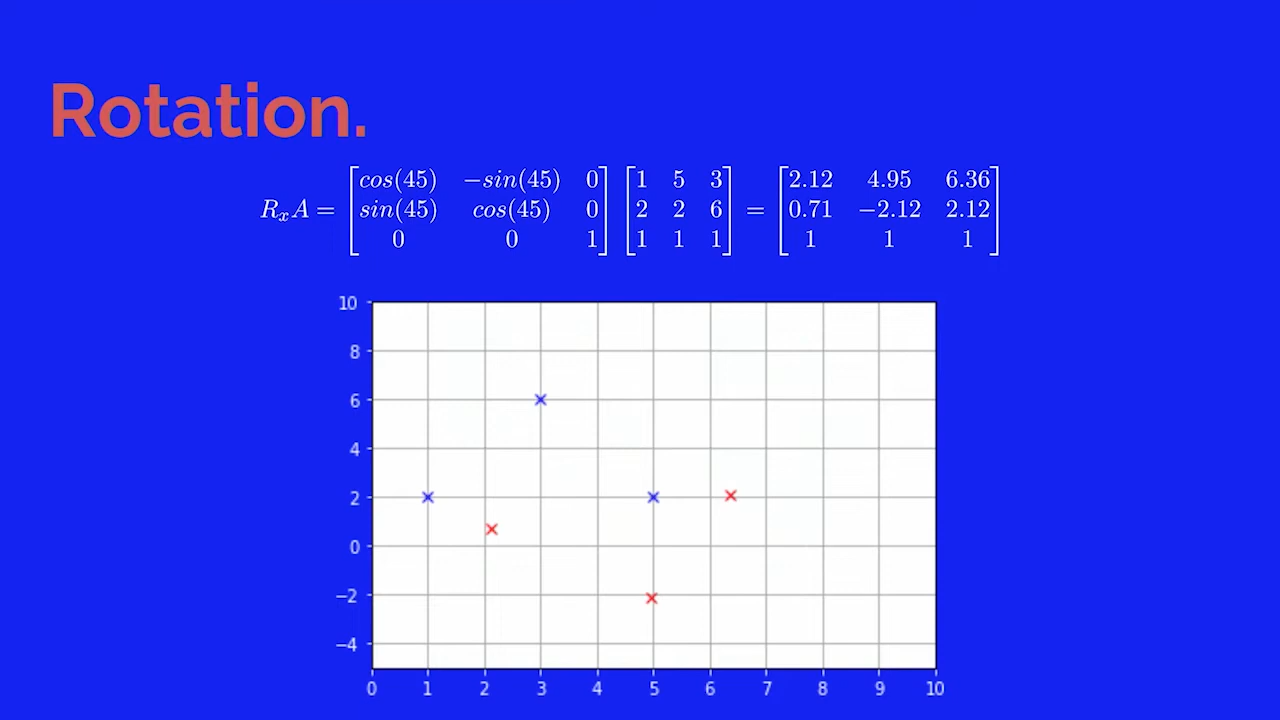 Rotation.
R_xA = [cos(45) −sin(45) 0; sin(45) cos(45) 0; 0 0 1] [1 5 3; 2 2 6; 1 1 1] = [2.12 4.95 6.36; 0.71 −2.12 2.12; 1 1 1]
10
8
6
4
2
0
−2
−4
0 1 2 3 4 5 6 7 8 9 10